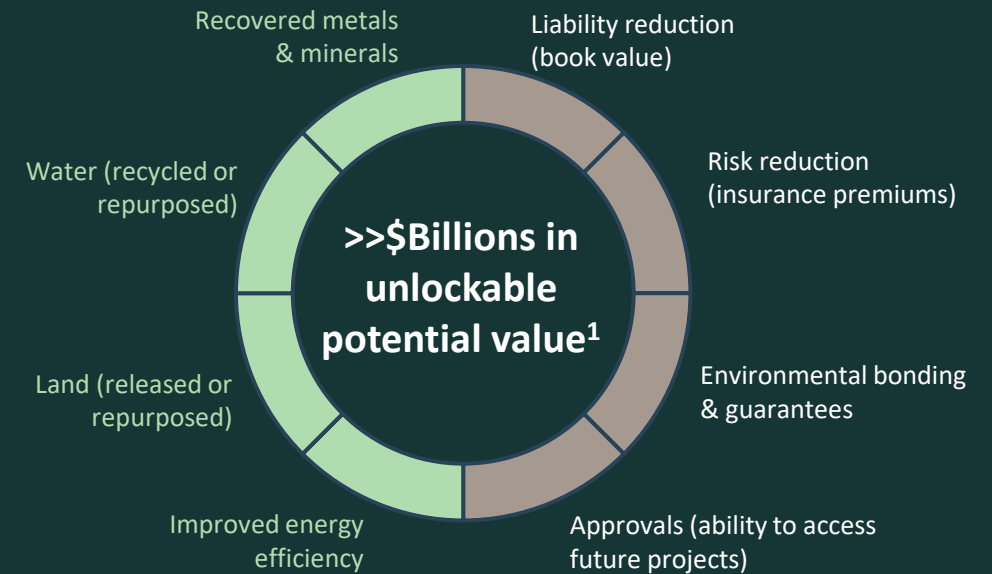 Recovered metals
& minerals
Liability reduction
(book value)
Water (recycled or
repurposed)
Risk reduction
(insurance premiums)
>>$Billions in
unlockable
potential value¹
Land (released or
repurposed)
Environmental bonding
& guarantees
Improved energy
efficiency
Approvals (ability to access
future projects)